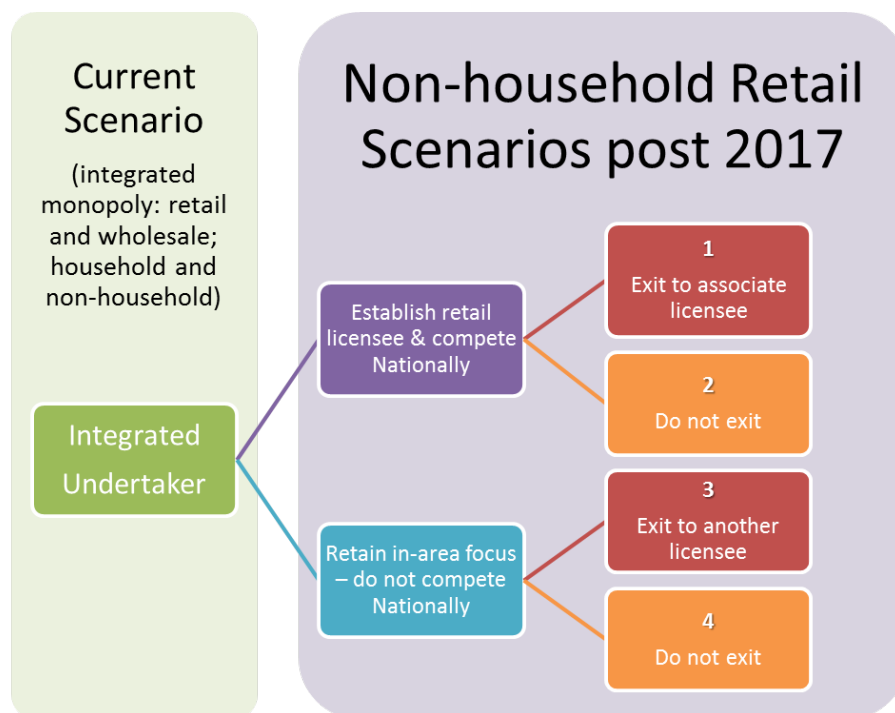 Current
Scenario
(integrated
monopoly: retail
and wholesale;
household and
non-household)
Integrated
Undertaker
Non-household Retail
Scenarios post 2017
Establish retail
licensee & compete
Nationally
1
Exit to associate
licensee
2
Do not exit
Retain in-area focus
– do not compete
Nationally
3
Exit to another
licensee
4
Do not exit